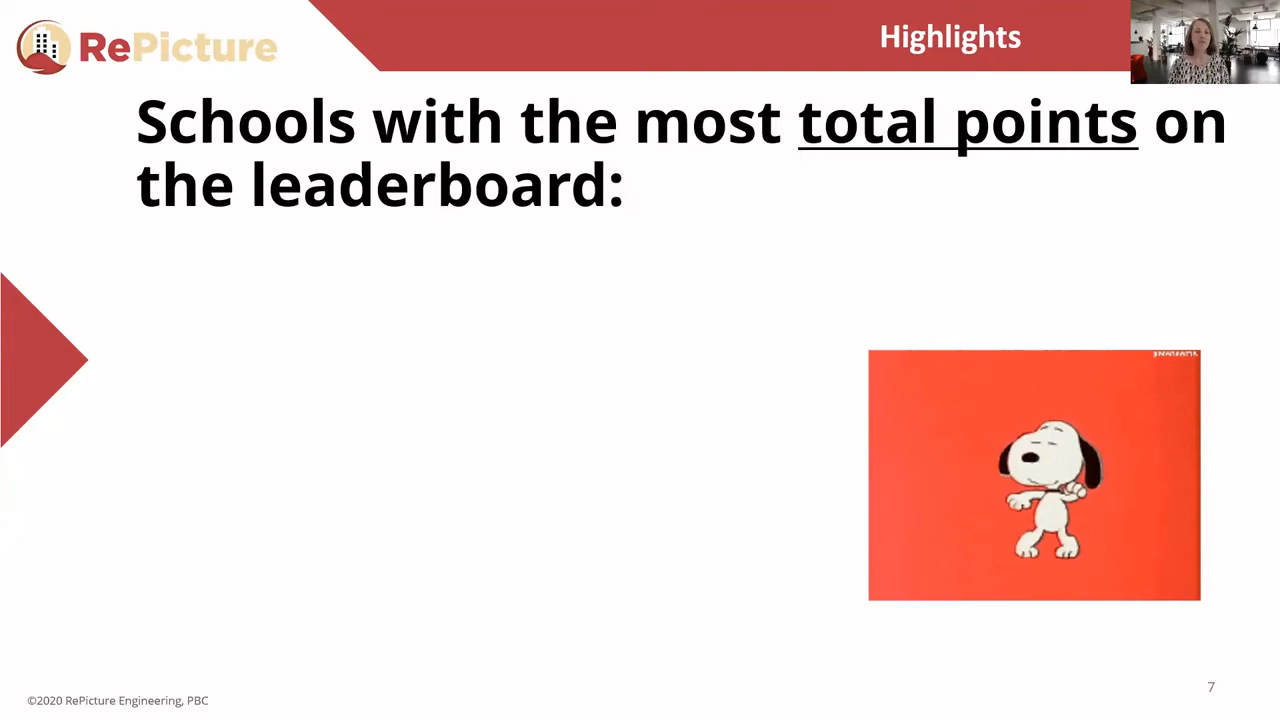 RePicture
Highlights
Schools with the most total points on
the leaderboard:
©2020 RePicture Engineering, PBC
7